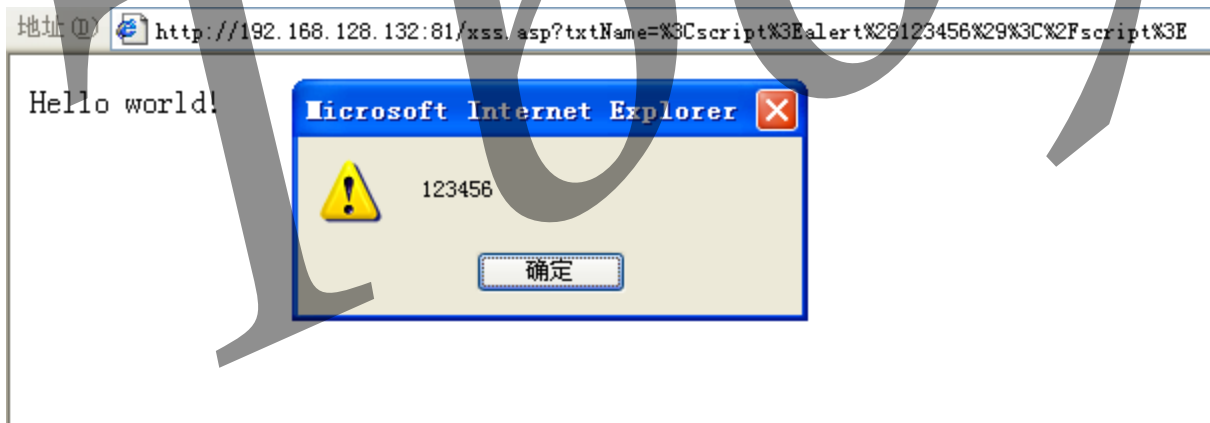 地址(D) http://192.168.128.132:81/xss.asp?txtName=%3Cscript%3Ealert%28123456%29%3C%2Fscript%3E
Hello world!
Microsoft Internet Explorer
123456
确定